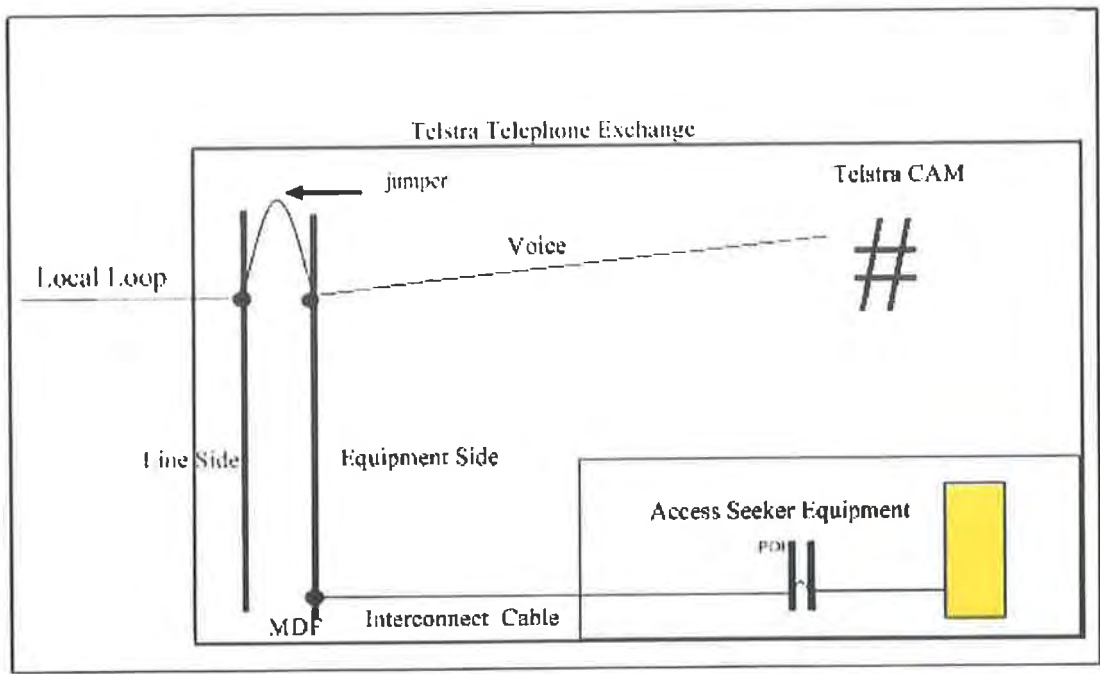 Telstra Telephone Exchange
jumper
Telstra CAM
Voice
Local Loop
Line Side
Equipment Side
Access Seeker Equipment
MDF
Interconnect Cable